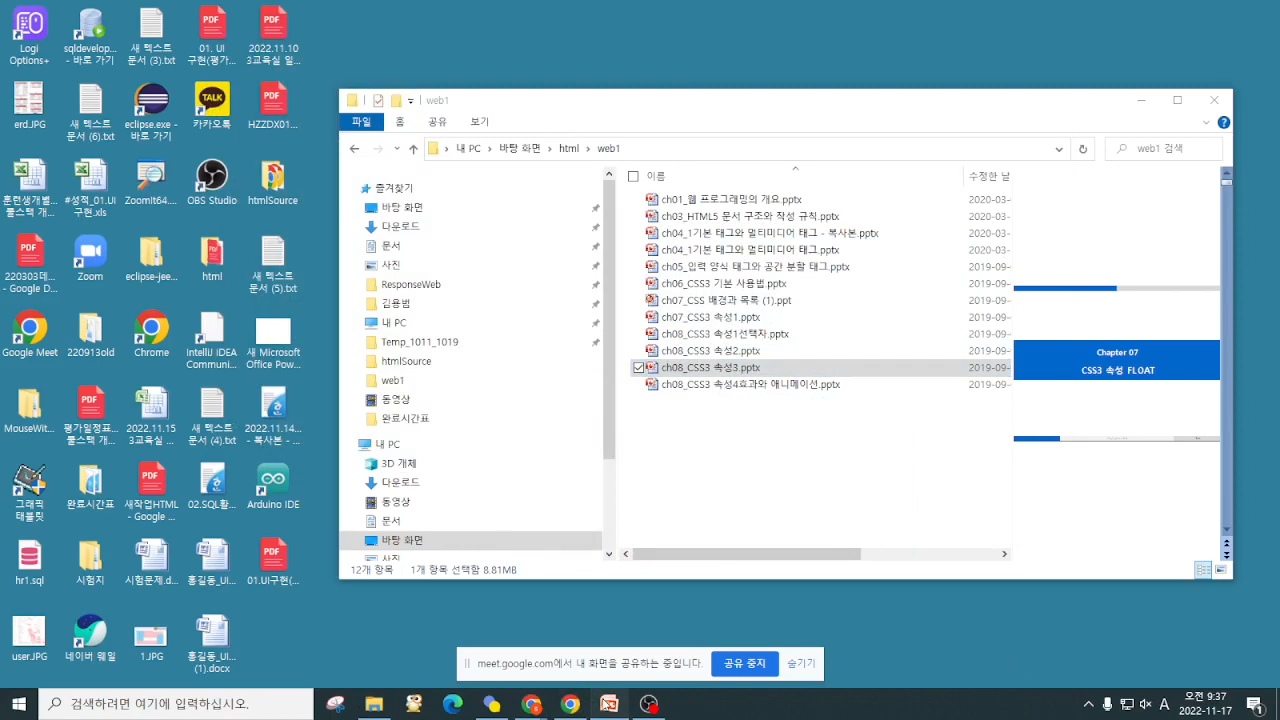 Logi
Options+
sqldevelop...
- 바로 가기
새 텍스트
문서 (3).txt
01. UI
구현(평가...
2022.11.10
3교육실 일...
erd.JPG
새 텍스트
문서 (6).txt
eclipse.exe -
바로 가기
TALK
카카오톡
HZZDX01...
훈련생개별...
풀스택 개...
#성적_01.UI
구현.xls
ZoomIt64....
OBS Studio
htmlSource
220303데...
- Google D...
Zoom
eclipse-jee...
html
새 텍스트
문서 (5).txt
Google Meet
220913old
Chrome
IntelliJ IDEA
Communi...
새 Microsoft
Office Pow...
MouseWit...
평가일정표...
풀스택 개...
2022.11.15
3교육실 ...
새 텍스트
문서 (4).txt
2022.11.14...
- 복사본 - ...
그래픽
태블릿
완료시간표
새작업HTML
- Google ...
02.SQL활...
Arduino IDE
hr1.sql
시험지
시험문제.d...
홍길동_UI...
01.UI구현(...
user.JPG
네이버 웨일
1.JPG
홍길동_UI...
(1).docx
web1
파일 홈 공유 보기
내 PC > 바탕 화면 > html > web1
web1 검색
즐겨찾기
바탕 화면
다운로드
문서
사진
ResponseWeb
김용범
내 PC
Temp_1011_1019
htmlSource
web1
동영상
완료시간표
내 PC
3D 개체
다운로드
동영상
문서
바탕 화면
사진
이름 수정한 날
ch01_웹 프로그래밍의 개요.pptx 2020-03-
ch03_HTML5 문서 구조와 작성 규칙.pptx 2020-03-
ch04_1기본 태그와 멀티미디어 태그 - 복사본.pptx 2020-03-
ch04_1기본 태그와 멀티미디어 태그.pptx 2020-03-
ch05_입력 양식 태그와 공간 분할 태그.pptx 2019-09-
ch06_CSS3 기본 사용법.pptx 2019-09-
ch07_CSS 배경과 목록 (1).ppt 2019-09-
ch07_CSS3 속성1.pptx 2019-09-
ch08_CSS3 속성1선택자.pptx 2019-09-
ch08_CSS3 속성2.pptx 2019-09-
ch08_CSS3 속성3.pptx 2019-09-
ch08_CSS3 속성4효과와 애니메이션.pptx 2019-09-
Chapter 07
CSS3 속성 FLOAT
12개 항목 1개 항목 선택함 8.81MB
meet.google.com에서 내 화면을 공유하는 중입니다. 공유 중지 숨기기
검색하려면 여기에 입력하십시오.
A
오전 9:37
2022-11-17
1